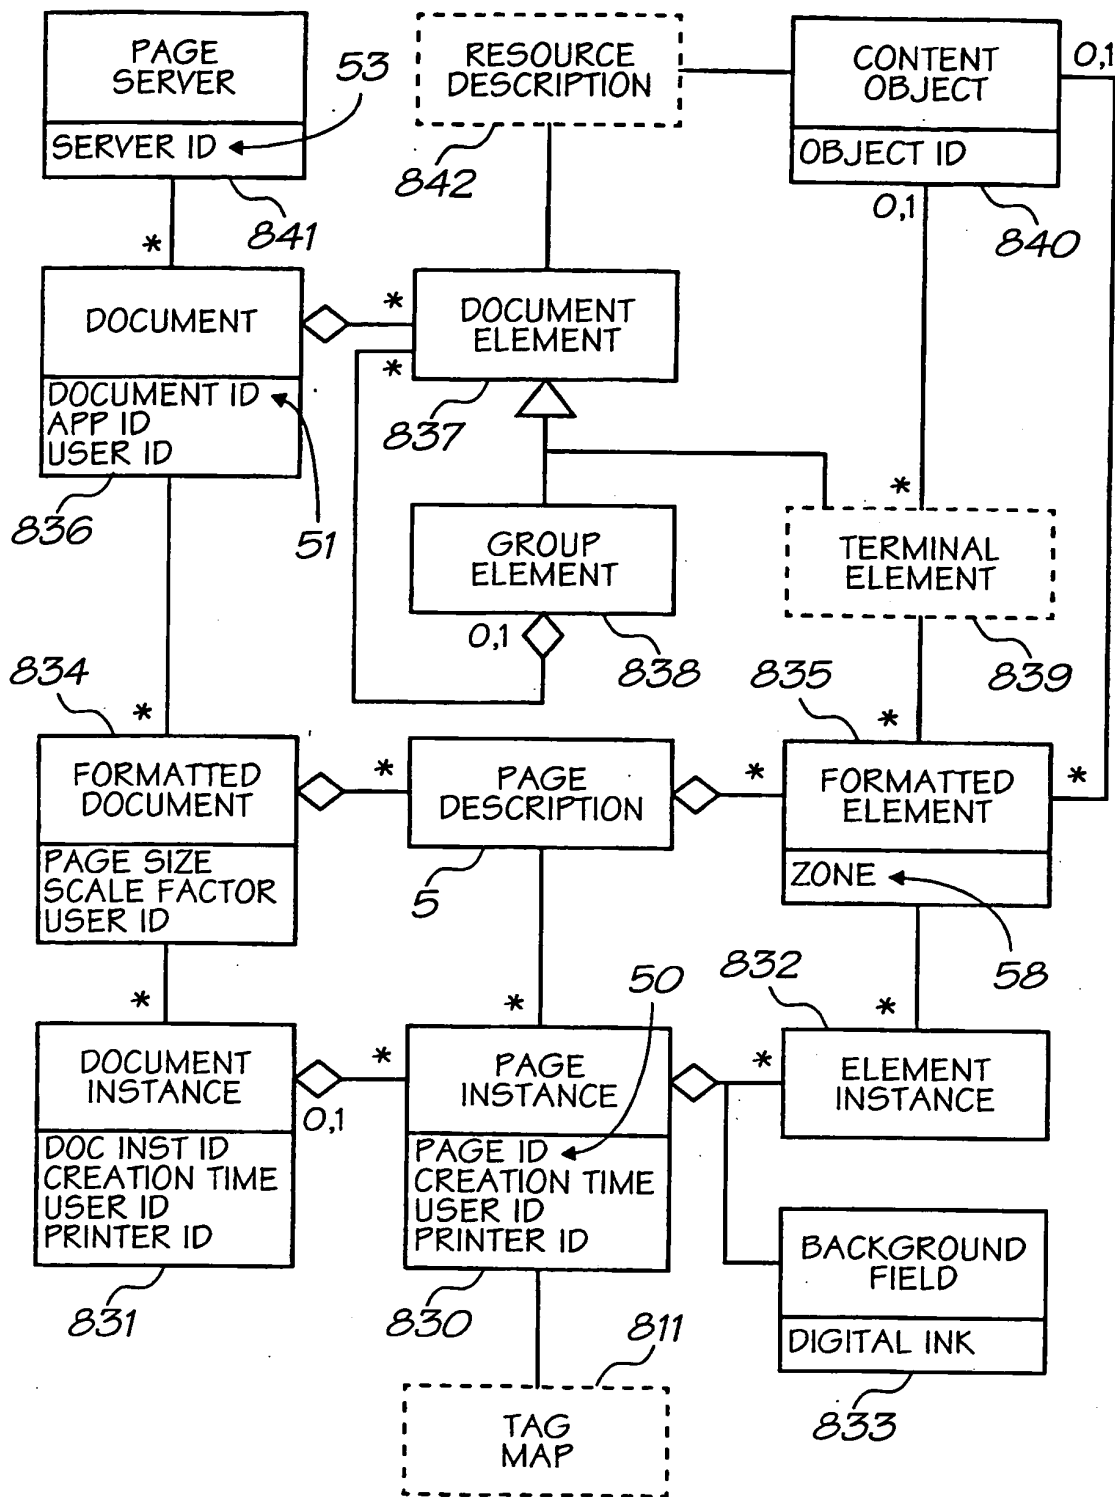 PAGE
SERVER
SERVER ID
53
841
*
RESOURCE
DESCRIPTION
842
CONTENT
OBJECT
OBJECT ID
0,1
0,1
840
DOCUMENT
DOCUMENT ID
APP ID
USER ID
836
51
*
*
DOCUMENT
ELEMENT
837
GROUP
ELEMENT
0,1
838
*
TERMINAL
ELEMENT
839
834
*
FORMATTED
DOCUMENT
PAGE SIZE
SCALE FACTOR
USER ID
*
PAGE
DESCRIPTION
5
835
*
*
*
FORMATTED
ELEMENT
ZONE
58
*
DOCUMENT
INSTANCE
0,1
DOC INST ID
CREATION TIME
USER ID
PRINTER ID
831
*
*
50
PAGE
INSTANCE
PAGE ID
CREATION TIME
USER ID
PRINTER ID
830
832
*
*
ELEMENT
INSTANCE
BACKGROUND
FIELD
DIGITAL INK
833
811
TAG
MAP